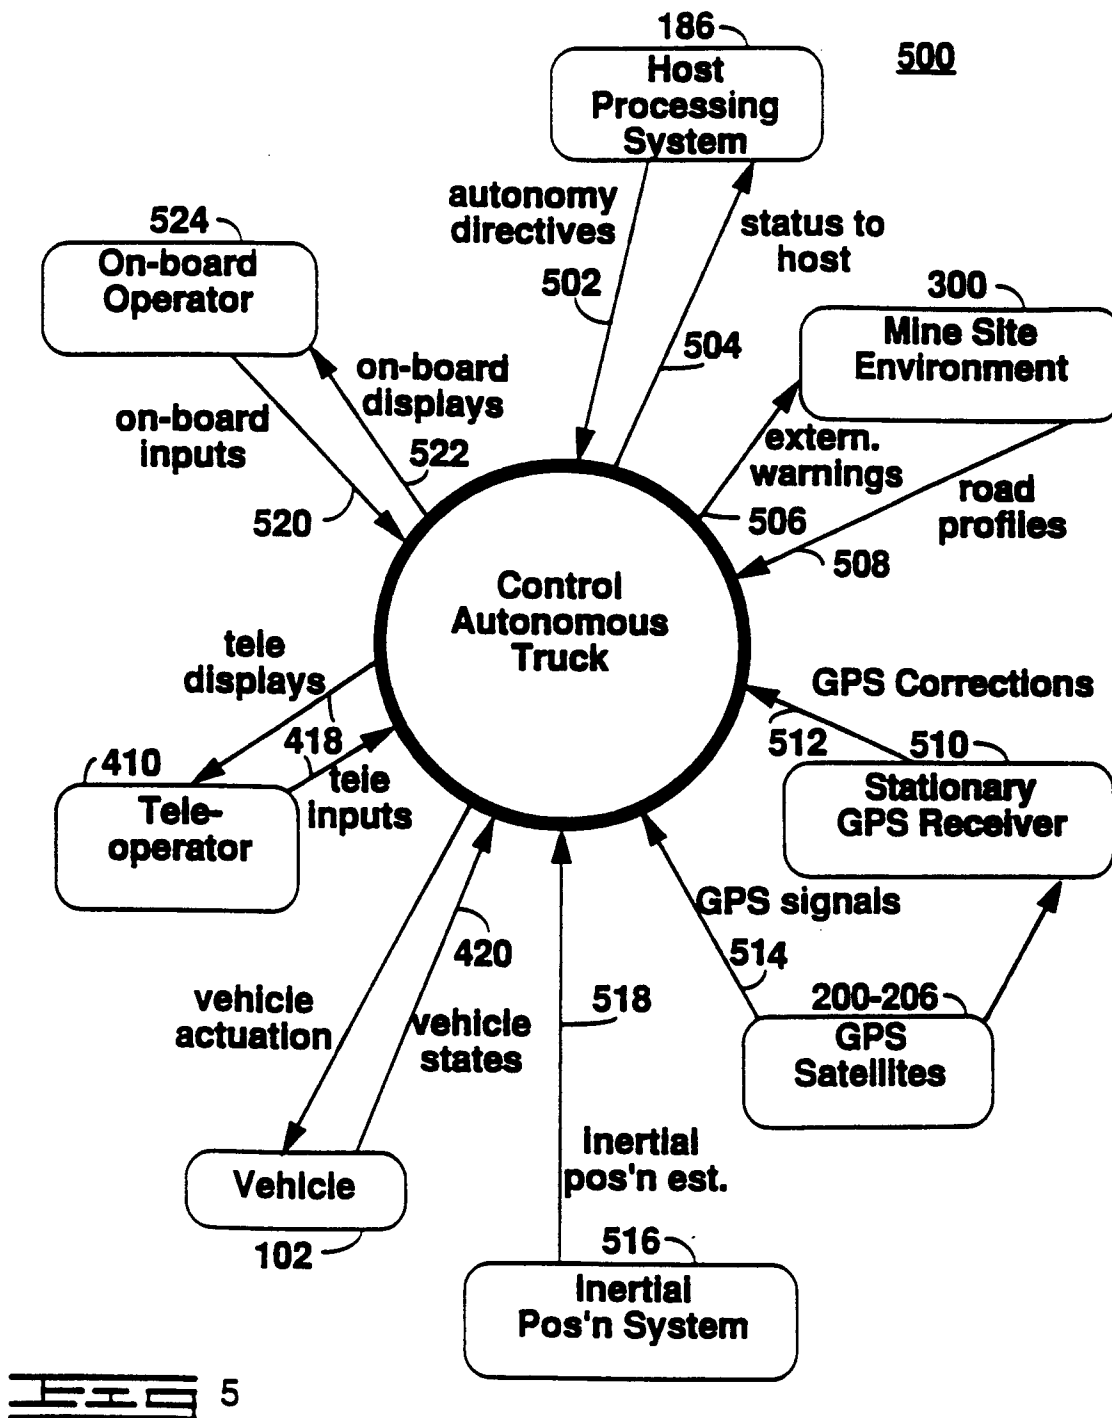 186
500
Host
Processing
System
autonomy
directives
502
status to
host
504
524
On-board
Operator
on-board
displays
522
on-board
inputs
520
300
Mine Site
Environment
extern.
warnings
506
road
profiles
508
Control
Autonomous
Truck
tele
displays
418
418
tele
inputs
410
Tele-
operator
GPS Corrections
512
510
Stationary
GPS Receiver
GPS signals
514
200-206
GPS
Satellites
420
vehicle
actuation
vehicle
states
518
Vehicle
102
inertial
pos'n est.
516
Inertial
Pos'n System
FIG 5